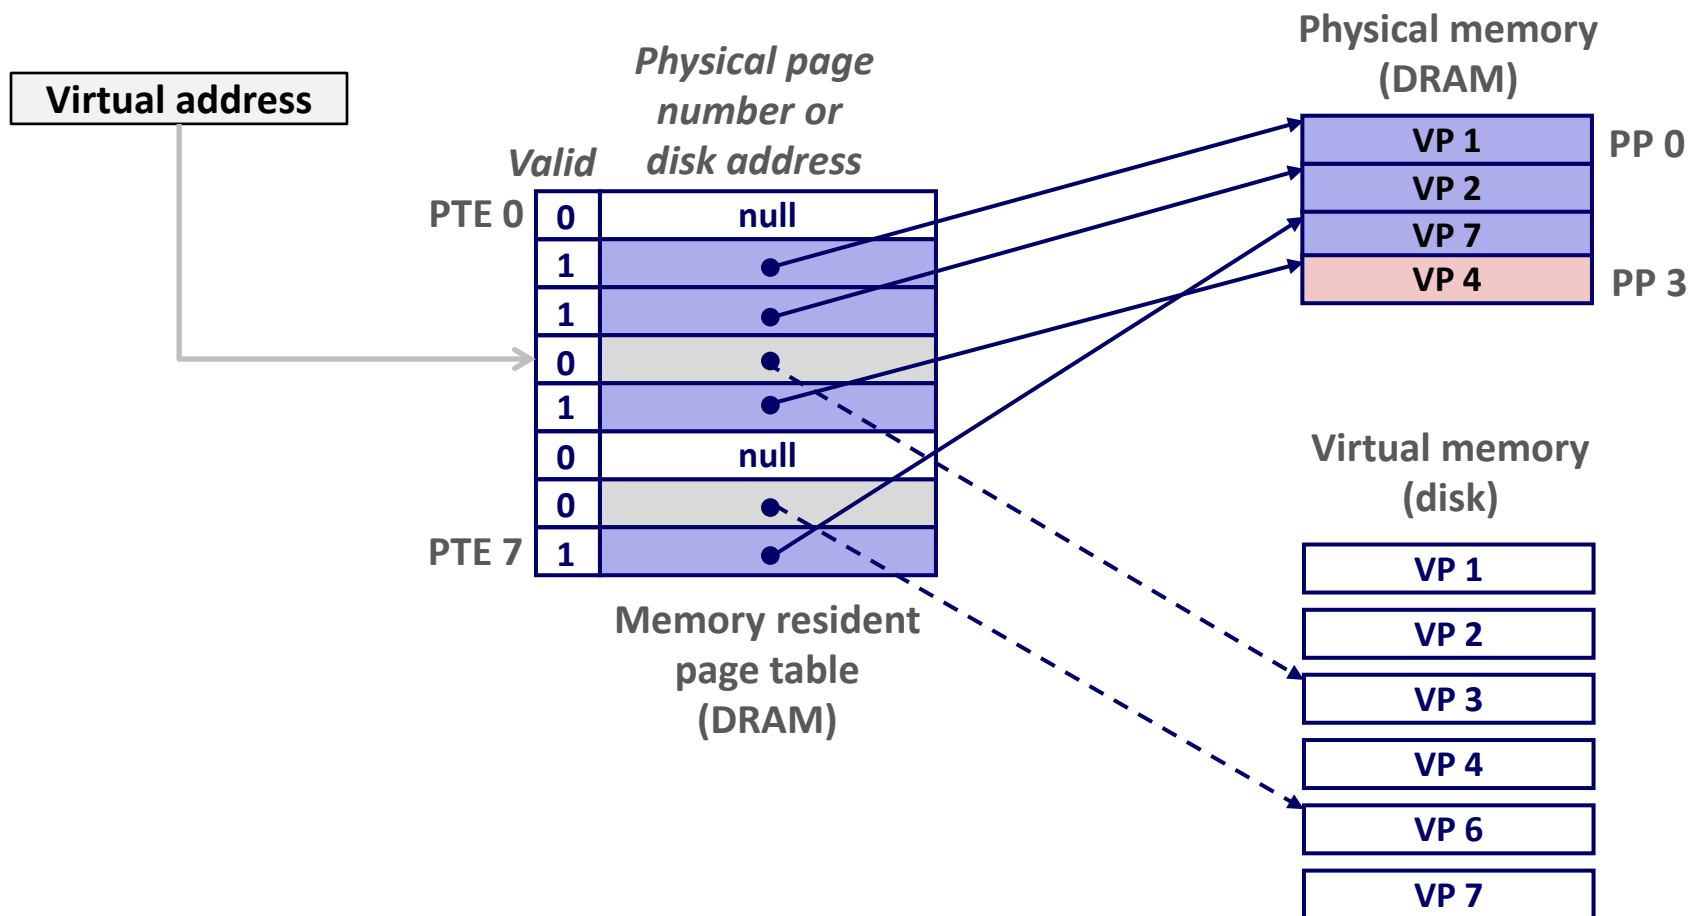 Virtual address
Physical page
number or
disk address
Valid
PTE 0
0
null
1
1
0
1
0
null
0
PTE 7
1
Memory resident
page table
(DRAM)
Physical memory
(DRAM)
VP 1
PP 0
VP 2
VP 7
VP 4
PP 3
Virtual memory
(disk)
VP 1
VP 2
VP 3
VP 4
VP 6
VP 7